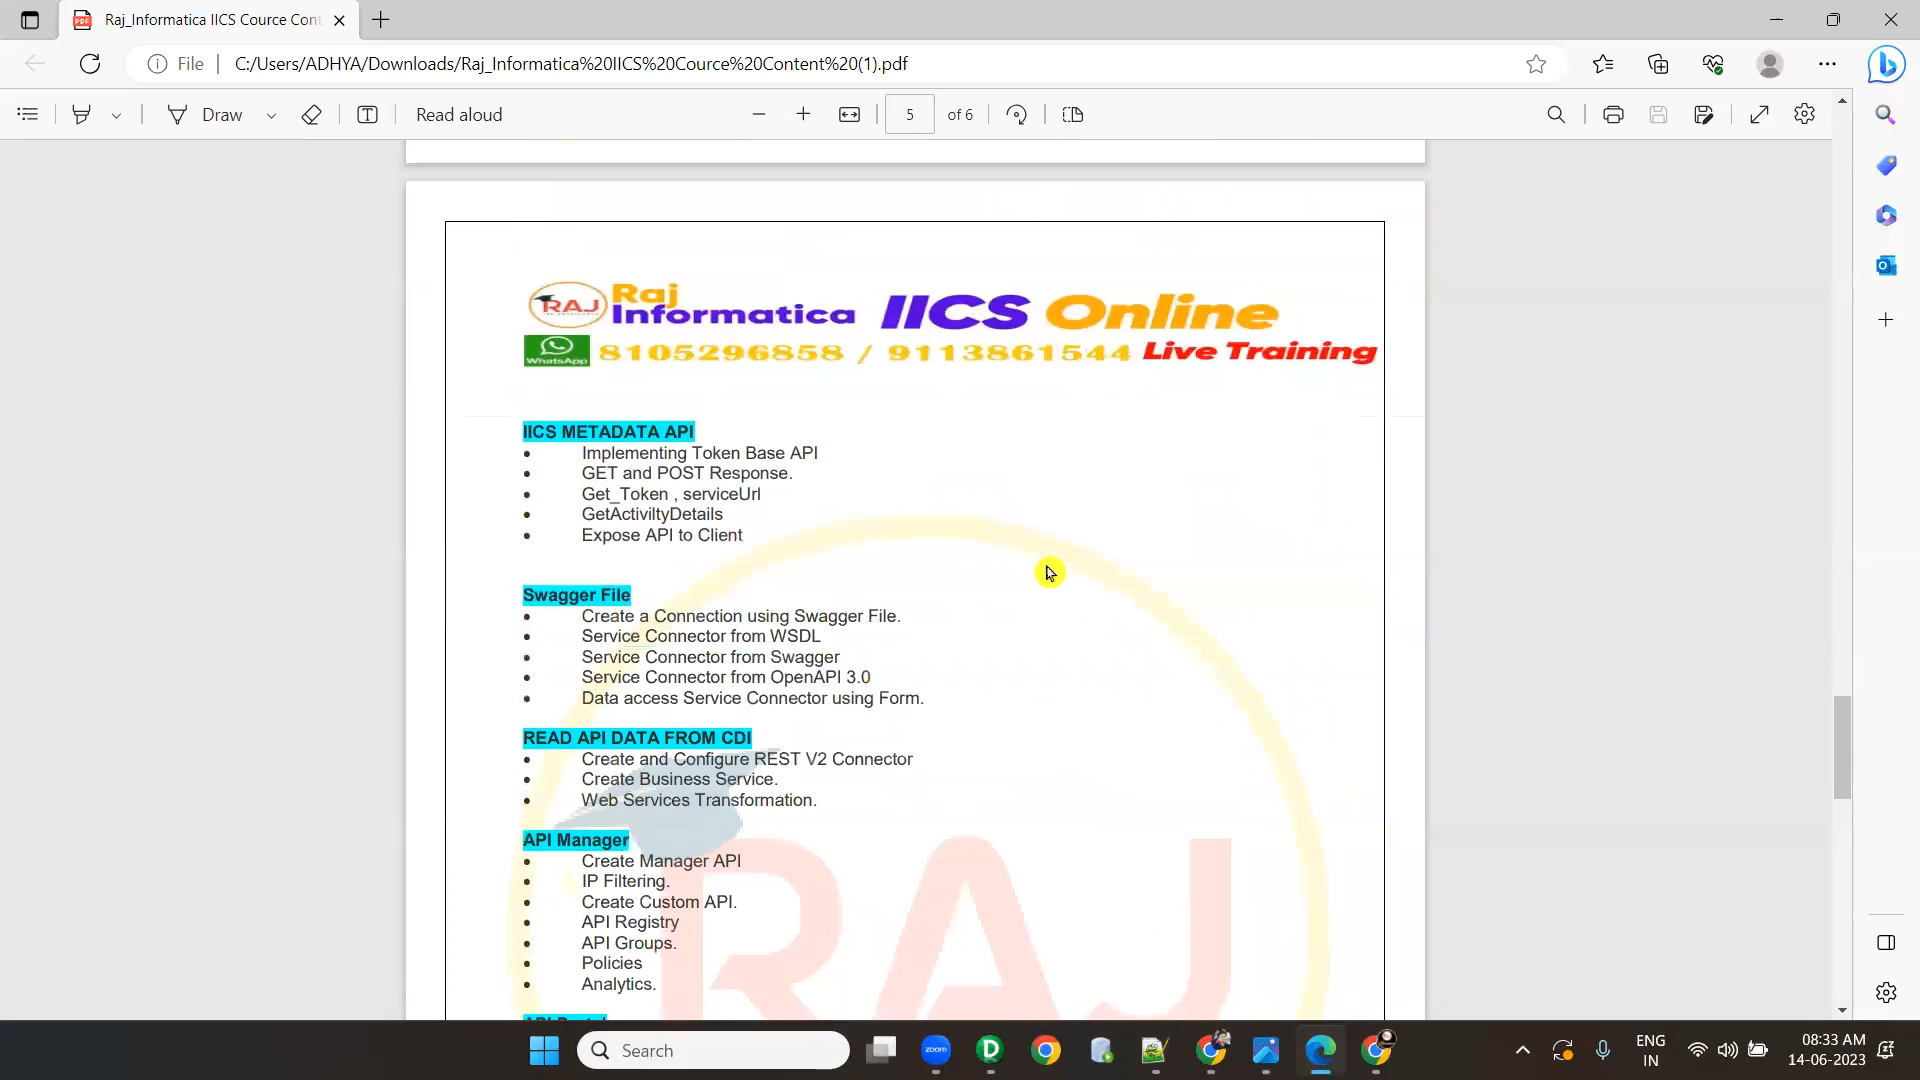 Raj_Informatica IICS Cource Cont
File
C:/Users/ADHYA/Downloads/Raj_Informatica%20IICS%20Cource%20Content%20(1).pdf
Draw
Read aloud
5
of 6
RAJ
Raj
Informatica
IICS Online
WhatsApp
8105296858 / 9113861544
Live Training
IICS METADATA API
• Implementing Token Base API
• GET and POST Response.
• Get_Token , serviceUrl
• GetActiviltyDetails
• Expose API to Client
Swagger File
• Create a Connection using Swagger File.
• Service Connector from WSDL
• Service Connector from Swagger
• Service Connector from OpenAPI 3.0
• Data access Service Connector using Form.
READ API DATA FROM CDI
• Create and Configure REST V2 Connector
• Create Business Service.
• Web Services Transformation.
API Manager
• Create Manager API
• IP Filtering.
• Create Custom API.
• API Registry
• API Groups.
• Policies
• Analytics.
RAJ
Search
zoom
ENG
IN
08:33 AM
14-06-2023